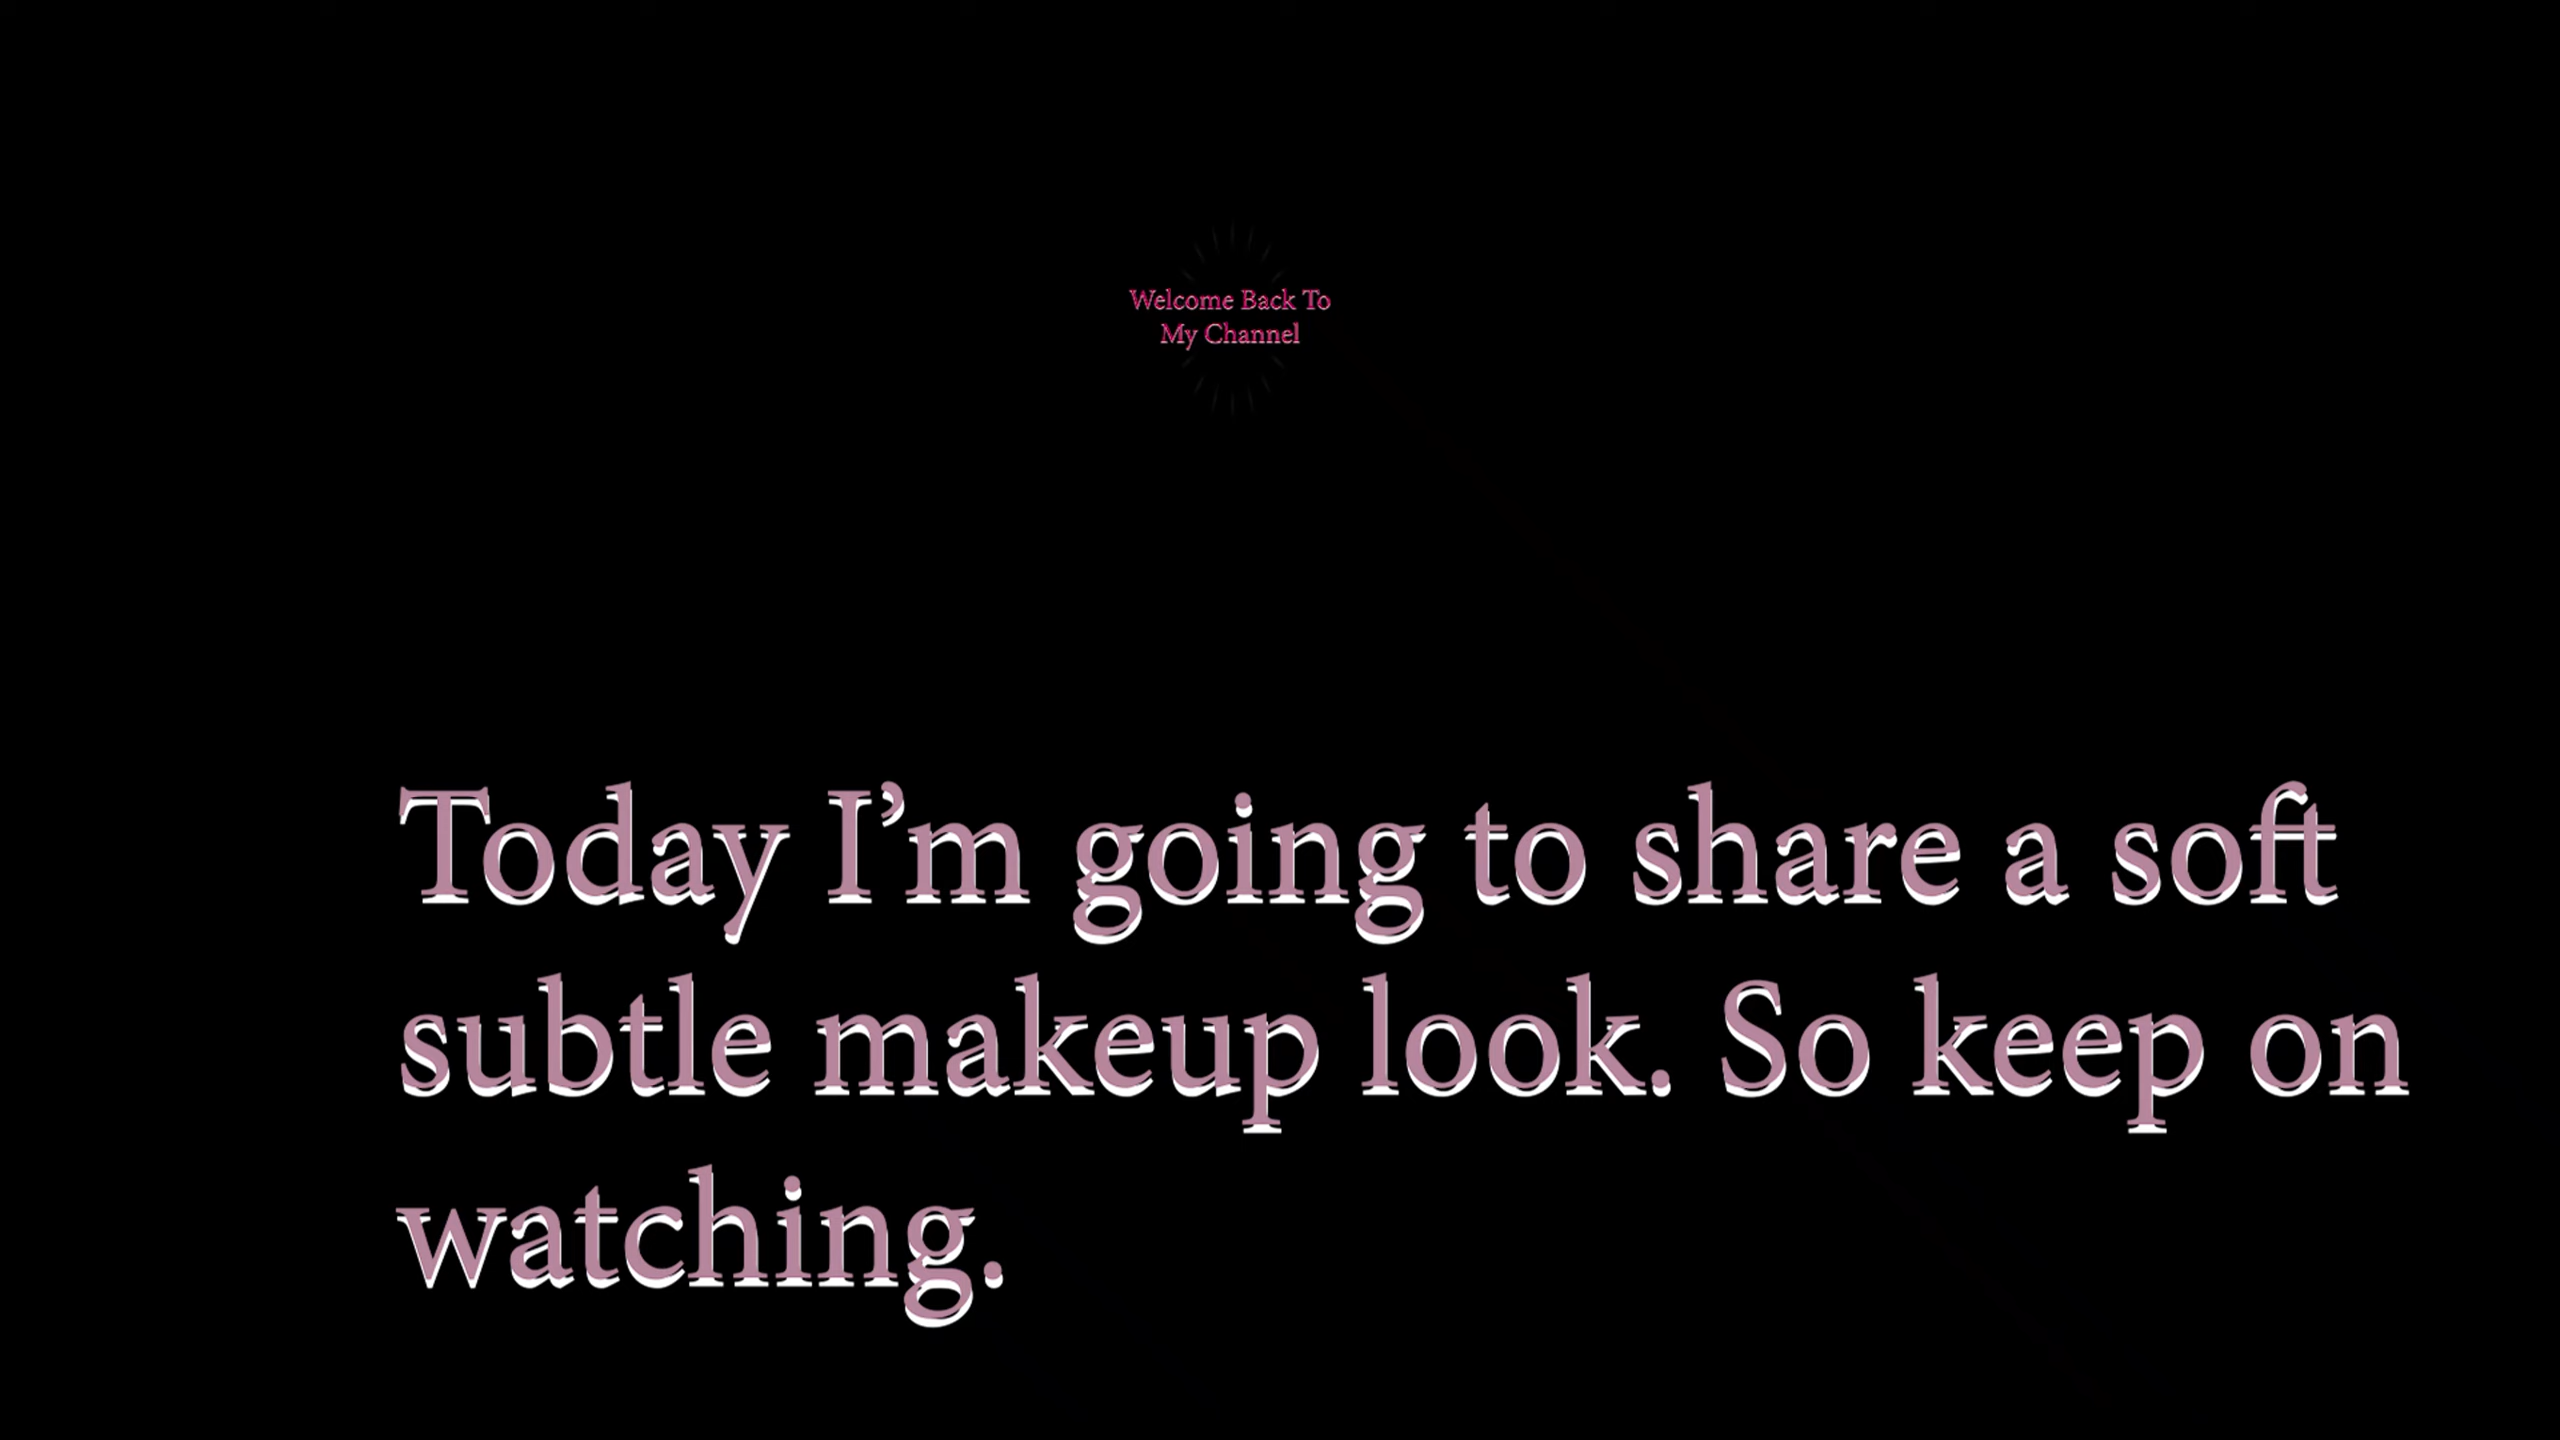 Welcome Back To
My Channel
Today I’m going to share a soft
subtle makeup look. So keep on
watching.